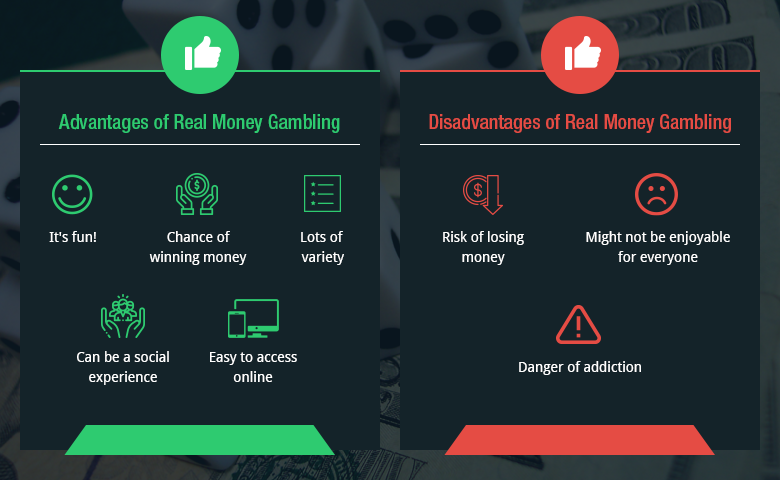 Advantages of Real Money Gambling
It's fun!
Chance of
winning money
Lots of
variety
Can be a social
experience
Easy to access
online
Disadvantages of Real Money Gambling
Risk of losing
money
Might not be enjoyable
for everyone
Danger of addiction